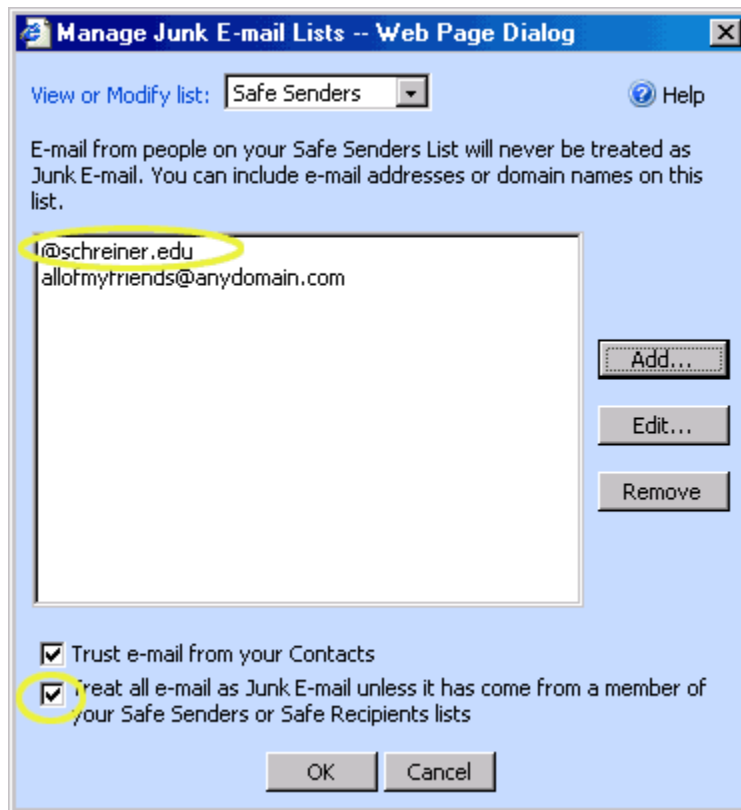 Manage Junk E-mail Lists -- Web Page Dialog
View or Modify list: Safe Senders Help
E-mail from people on your Safe Senders List will never be treated as
Junk E-mail. You can include e-mail addresses or domain names on this
list.
@schreiner.edu
allofmyfriends@anydomain.com
Add...
Edit...
Remove
Trust e-mail from your Contacts
Treat all e-mail as Junk E-mail unless it has come from a member of
your Safe Senders or Safe Recipients lists
OK Cancel